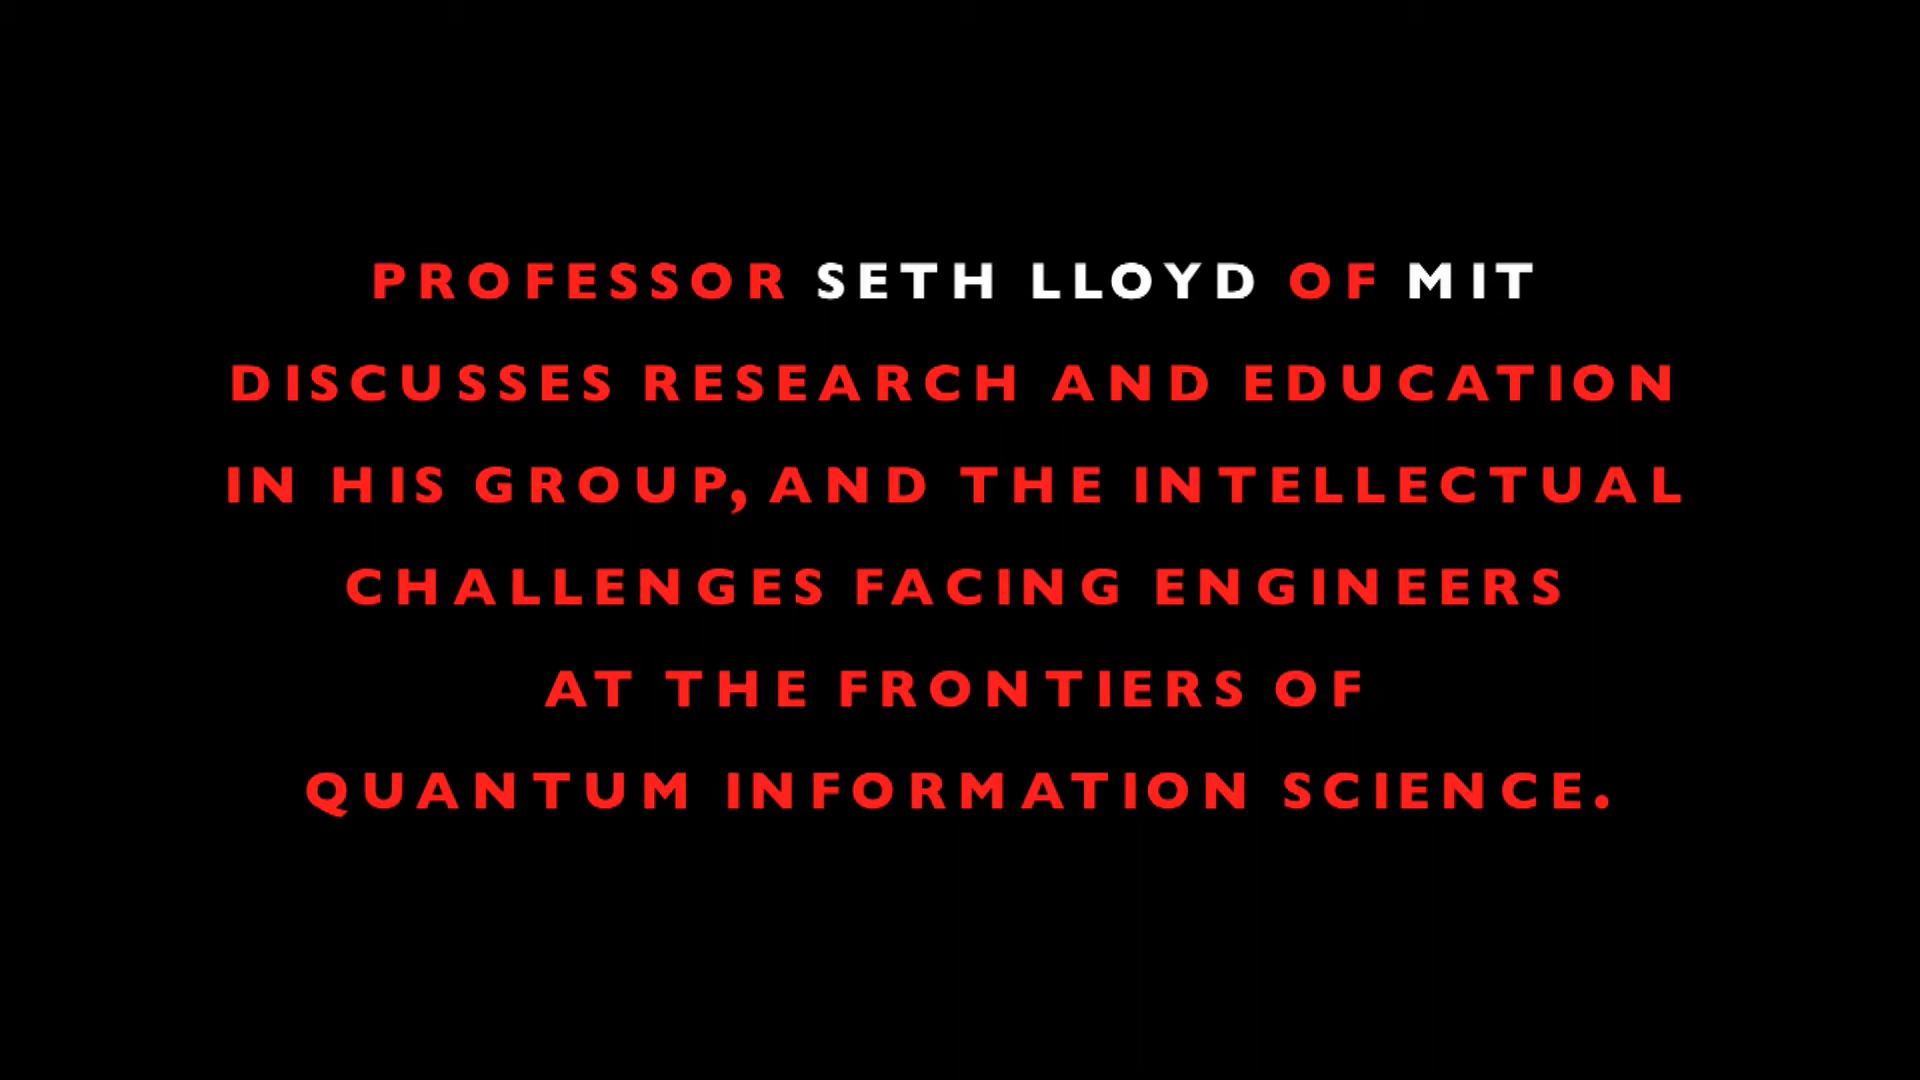 PROFESSOR SETH LLOYD OF MIT
DISCUSSES RESEARCH AND EDUCATION
IN HIS GROUP, AND THE INTELLECTUAL
CHALLENGES FACING ENGINEERS
AT THE FRONTIERS OF
QUANTUM INFORMATION SCIENCE.